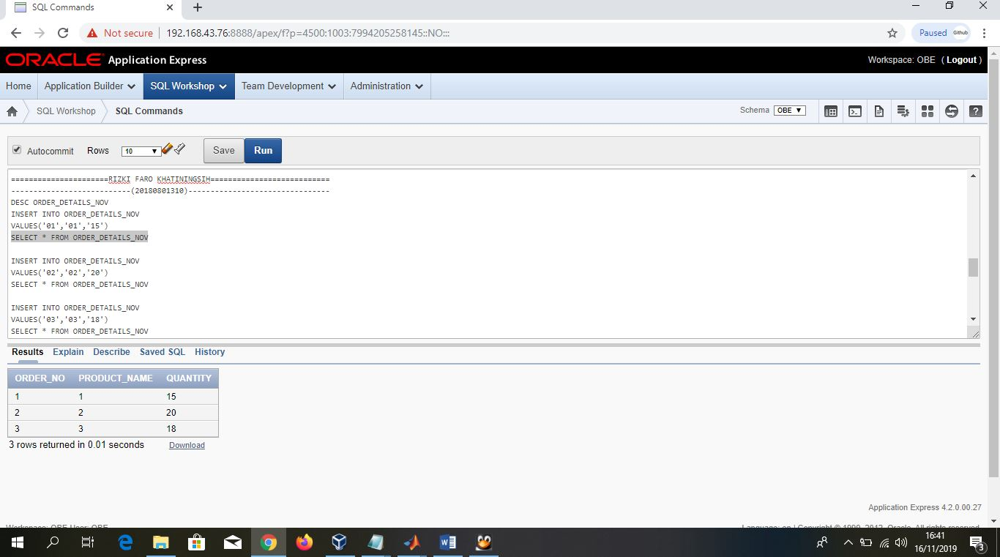 SQL Commands
Not secure | 192.168.43.76:8888/apex/f?p=4500:1003:7994205258145::NO:::
Paused Github
ORACLE Application Express
Workspace: OBE ( Logout )
Home Application Builder SQL Workshop Team Development Administration
SQL Workshop SQL Commands
Schema OBE
Autocommit Rows 10 Save Run
======================RIZKI FARO KHATININGSIH===========================
---------------------------(20180801310)--------------------------------
DESC ORDER_DETAILS_NOV
INSERT INTO ORDER_DETAILS_NOV
VALUES('01','01','15')
SELECT * FROM ORDER_DETAILS_NOV
INSERT INTO ORDER_DETAILS_NOV
VALUES('02','02','20')
SELECT * FROM ORDER_DETAILS_NOV
INSERT INTO ORDER_DETAILS_NOV
VALUES('03','03','18')
SELECT * FROM ORDER_DETAILS_NOV
Results Explain Describe Saved SQL History
ORDER_NO PRODUCT_NAME QUANTITY
1 1 15
2 2 20
3 3 18
3 rows returned in 0.01 seconds Download
Application Express 4.2.0.00.27
Workspace: OBE User: OBE
Language: en | Copyright © 1999, 2012, Oracle. All rights reserved.
16:41
16/11/2019
3